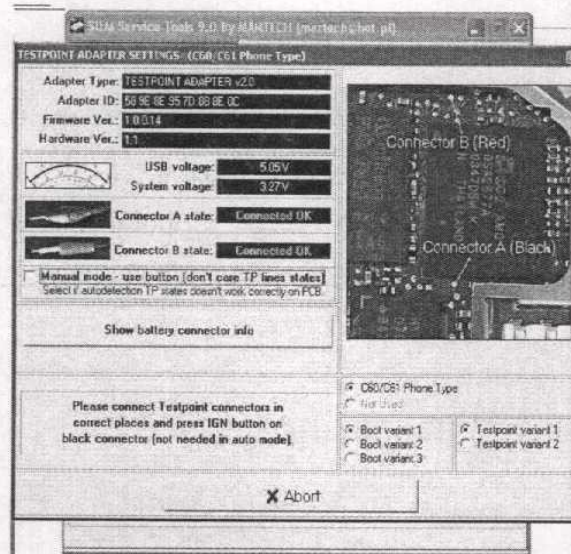 Service Tools 9.0 by MARTECH
TESTPOINT ADAPTER SETTINGS (C60/C61 Phone Type)
Adapter Type: TESTPOINT ADAPTER v2.0
Adapter ID:
Firmware Ver.: 1.0.0.14
Hardware Ver.: 1.1
USB voltage: 5.05V
System voltage: 3.27V
Connector A state: Connected OK
Connector B state: Connected OK
Manual mode - use button [don't case TP lines states]
Select if autodetection TP states doesn't work correctly on PCB.
Show battery connector info
Please connect Testpoint connectors in
correct places and press IGN button on
black connector (not needed in auto mode).
Connector B (Red)
Connector A (Black)
C60/C61 Phone Type
Not Used
Boot variant 1
Boot variant 2
Boot variant 3
Testpoint variant 1
Testpoint variant 2
Abort